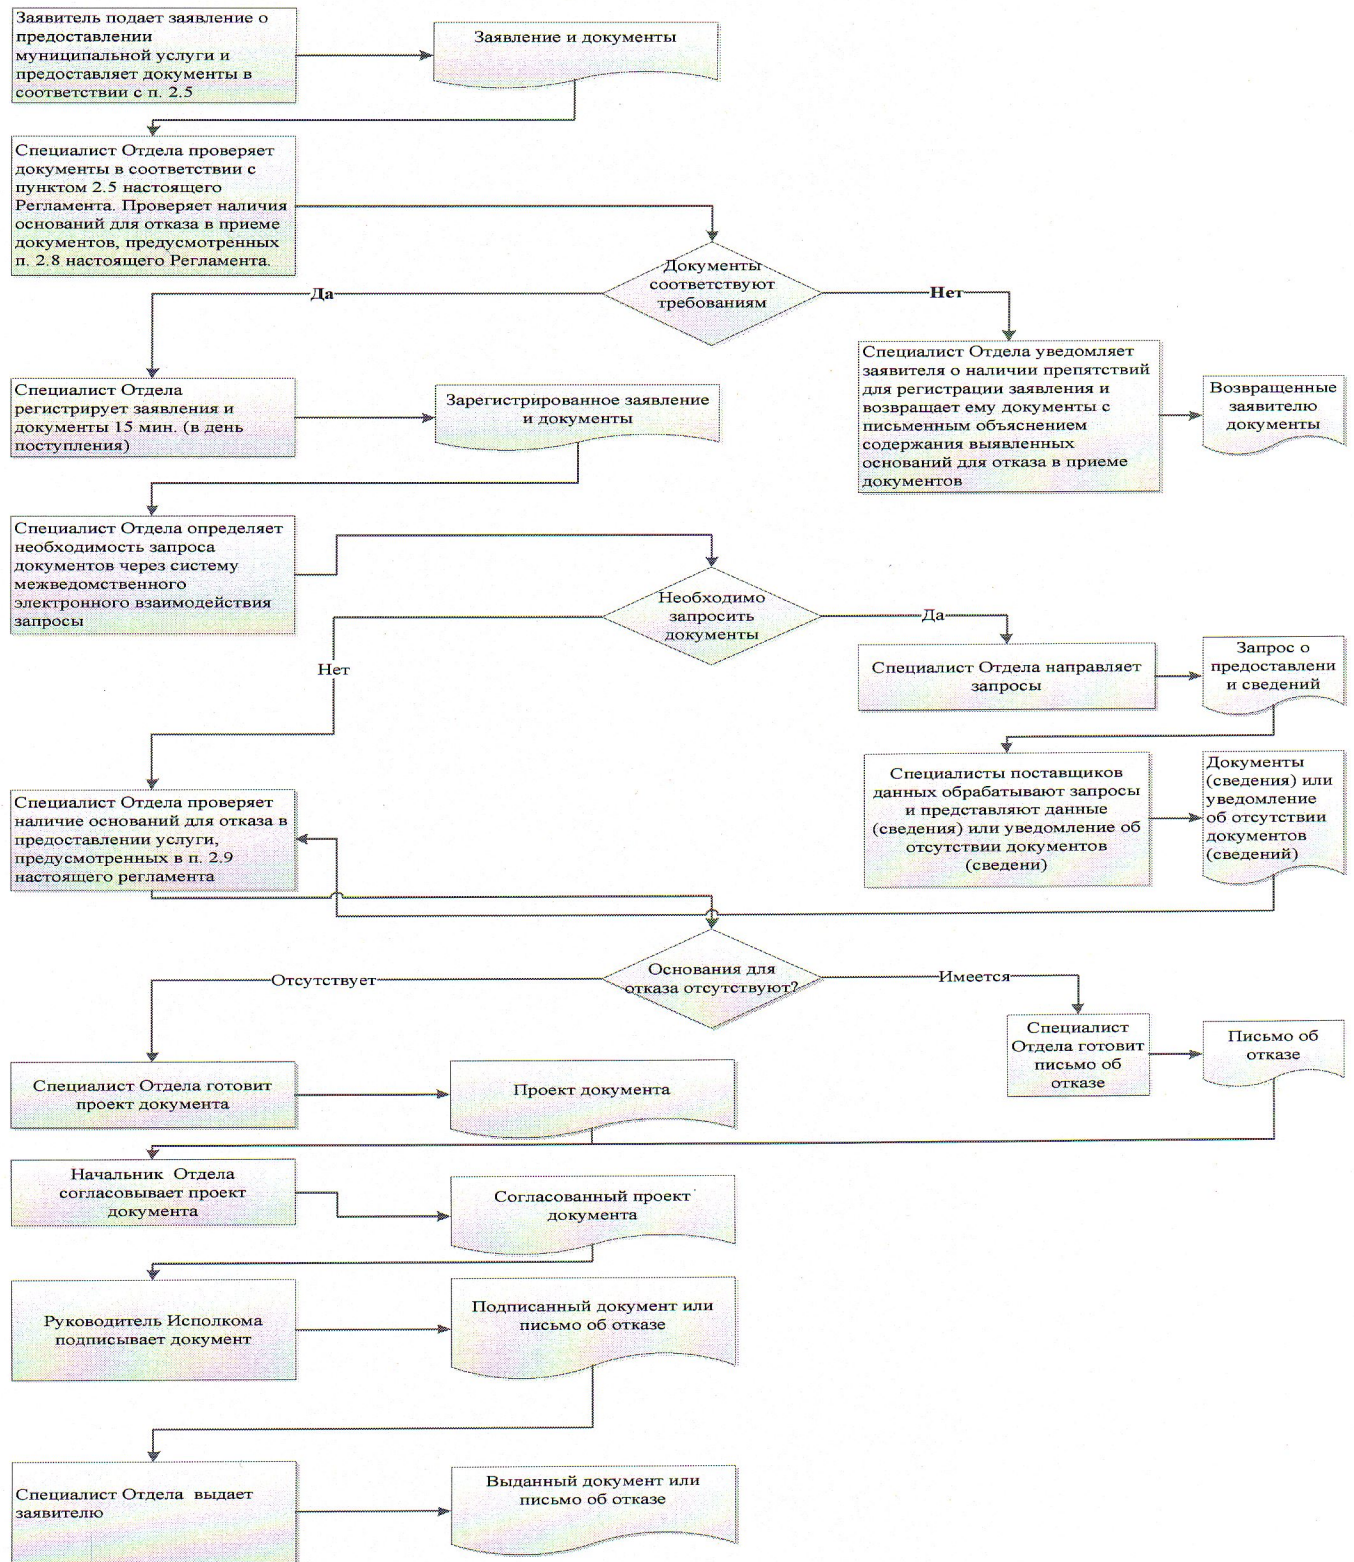 Заявитель подает заявление о
предоставлении
муниципальной услуги и
предоставляет документы в
соответствии с п. 2.5
Заявление и документы
Специалист Отдела проверяет
документы в соответствии с
пунктом 2.5 настоящего
Регламента. Проверяет наличия
оснований для отказа в приеме
документов, предусмотренных
п. 2.8 настоящего Регламента.
Документы
соответствуют
требованиям
Да
Нет
Специалист Отдела
регистрирует заявления и
документы 15 мин. (в день
поступления)
Зарегистрированное заявление
и документы
Специалист Отдела уведомляет
заявителя о наличии препятствий
для регистрации заявления и
возвращает ему документы с
письменным объяснением
содержания выявленных
оснований для отказа в приеме
документов
Возвращенные
заявителю
документы
Специалист Отдела определяет
необходимость запроса
документов через систему
межведомственного
электронного взаимодействия
запросы
Необходимо
запросить
документы
Да
Нет
Специалист Отдела направляет
запросы
Запрос о
предоставлени
и сведений
Специалисты поставщиков
данных обрабатывают запросы
и представляют данные
(сведения) или уведомление об
отсутствии документов
(сведени)
Документы
(сведения) или
уведомление
об отсутствии
документов
(сведений)
Специалист Отдела проверяет
наличие оснований для отказа в
предоставлении услуги,
предусмотренных в п. 2.9
настоящего регламента
Основания для
отказа отсутствуют?
Отсутствует
Имеется
Специалист
Отдела готовит
письмо об
отказе
Письмо об
отказе
Специалист Отдела готовит
проект документа
Проект документа
Начальник Отдела
согласовывает проект
документа
Согласованный проект
документа
Руководитель Исполкома
подписывает документ
Подписанный документ или
письмо об отказе
Специалист Отдела выдает
заявителю
Выданный документ или
письмо об отказе